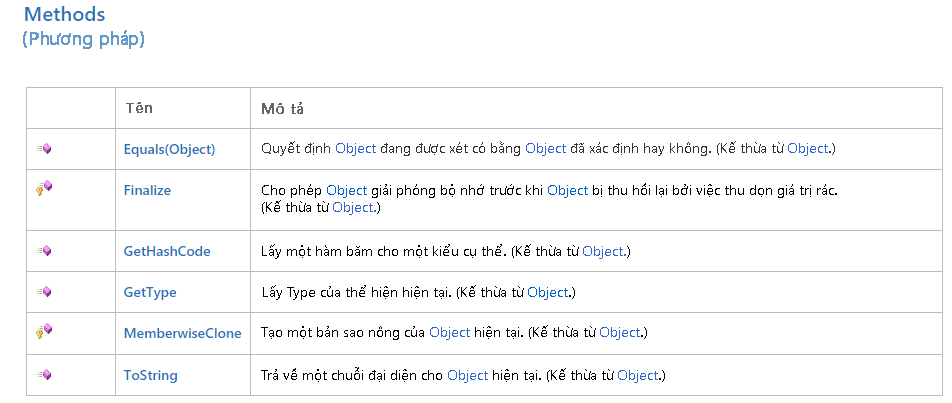 Methods
(Phương pháp)
Tên Mô tả
Equals(Object) Quyết định Object đang được xét có bằng Object đã xác định hay không. (Kế thừa từ Object.)
Finalize Cho phép Object giải phóng bộ nhớ trước khi Object bị thu hồi lại bởi việc thu dọn giá trị rác.
(Kế thừa từ Object.)
GetHashCode Lấy một hàm băm cho một kiểu cụ thể. (Kế thừa từ Object.)
GetType Lấy Type của thể hiện hiện tại. (Kế thừa từ Object.)
MemberwiseClone Tạo một bản sao nông của Object hiện tại. (Kế thừa từ Object.)
ToString Trả về một chuỗi đại diện cho Object hiện tại. (Kế thừa từ Object.)